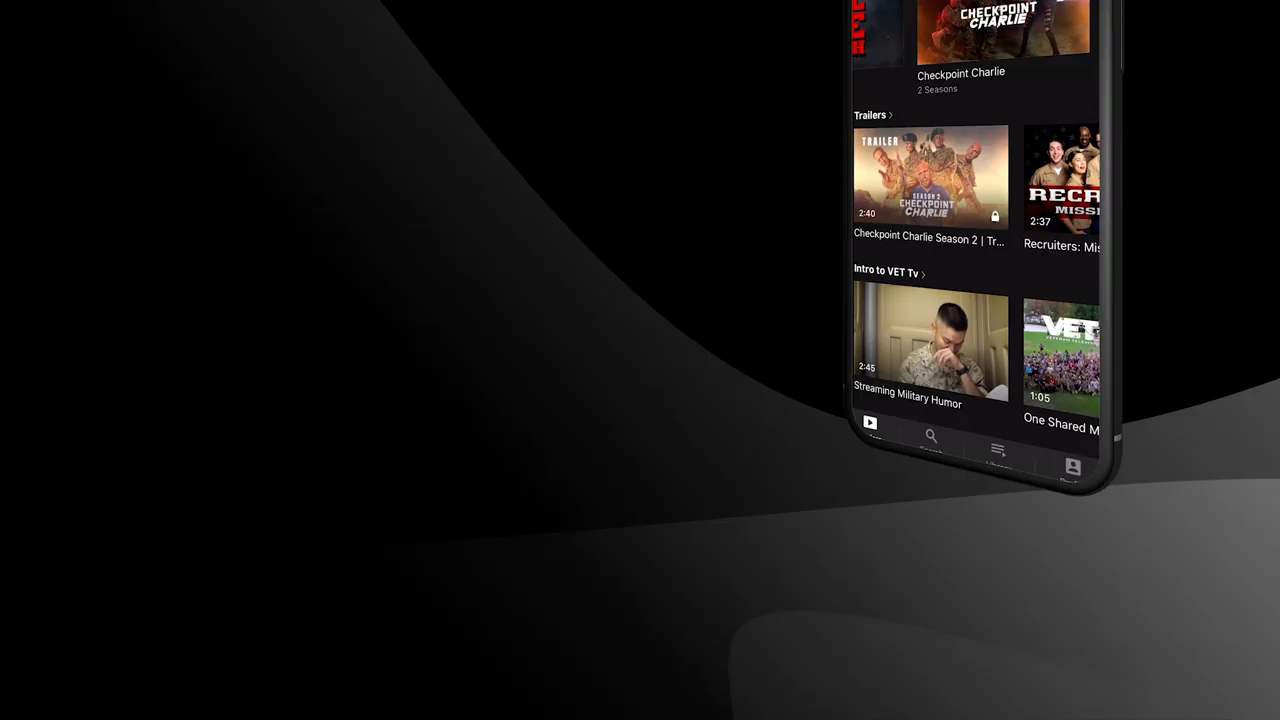 CHECKPOINT
CHARLIE
Checkpoint Charlie
2 Seasons
Trailers >
TRAILER
SEASON 2
CHECKPOINT
CHARLIE
2:40
Checkpoint Charlie Season 2 | Tr...
RECR
MISS
2:37
Recruiters: Mis
Intro to VET Tv >
2:45
Streaming Military Humor
VET
VETERAN TELEVISI
1:05
One Shared M